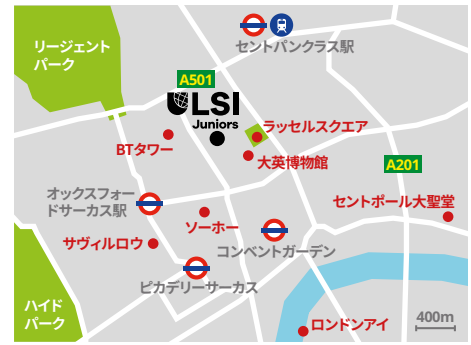 リージェント
パーク
セントパンクラス駅
A501
LSI
Juniors
ラッセルスクエア
BTタワー
大英博物館
A201
オックスフォー
ドサーカス駅
セントポール大聖堂
ソーホー
サヴィルロウ
コンベントガーデン
ピカデリーサーカス
ハイド
パーク
ロンドンアイ
400m